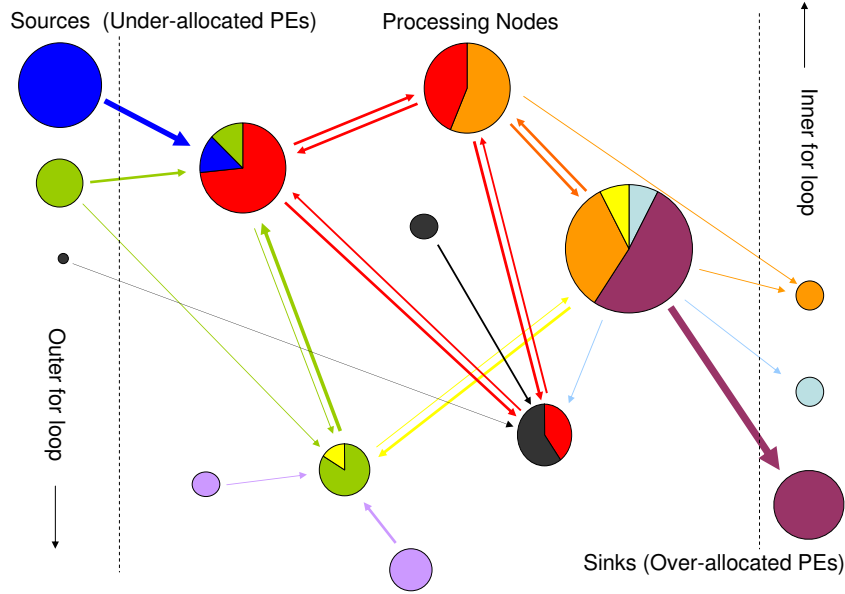 Sources (Under-allocated PEs)
Processing Nodes
Inner for loop
Outer for loop
Sinks (Over-allocated PEs)